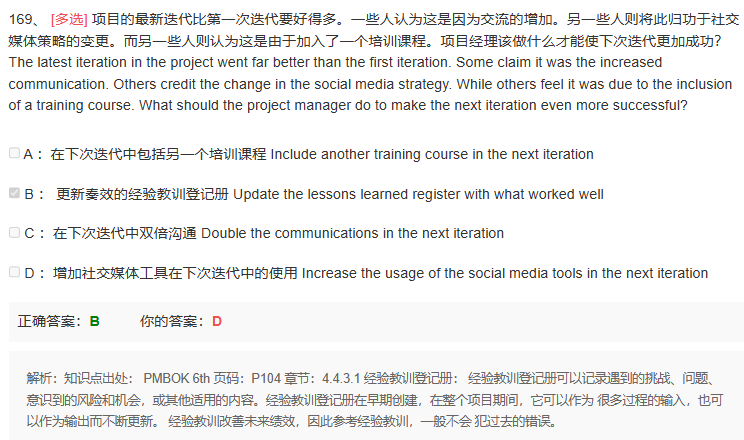 169、 [多选] 项目的最新迭代比第一次迭代要好得多。一些人认为这是因为交流的增加。另一些人则将此归功于社交
媒体策略的变更。而另一些人则认为这是由于加入了一个培训课程。项目经理该做什么才能使下次迭代更加成功？
The latest iteration in the project went far better than the first iteration. Some claim it was the increased
communication. Others credit the change in the social media strategy. While others feel it was due to the inclusion
of a training course. What should the project manager do to make the next iteration even more successful?
A： 在下次迭代中包括另一个培训课程 Include another training course in the next iteration
B： 更新奏效的经验教训登记册 Update the lessons learned register with what worked well
C： 在下次迭代中双倍沟通 Double the communications in the next iteration
D： 增加社交媒体工具在下次迭代中的使用 Increase the usage of the social media tools in the next iteration
正确答案：B 你的答案：D
解析：知识点出处： PMBOK 6th 页码：P104 章节：4.4.3.1 经验教训登记册： 经验教训登记册可以记录遇到的挑战、问题、
意识到的风险和机会，或其他适用的内容。经验教训登记册在早期创建，在整个项目期间，它可以作为 很多过程的输入，也可
以作为输出而不断更新。 经验教训改善未来绩效，因此参考经验教训，一般不会 犯过去的错误。